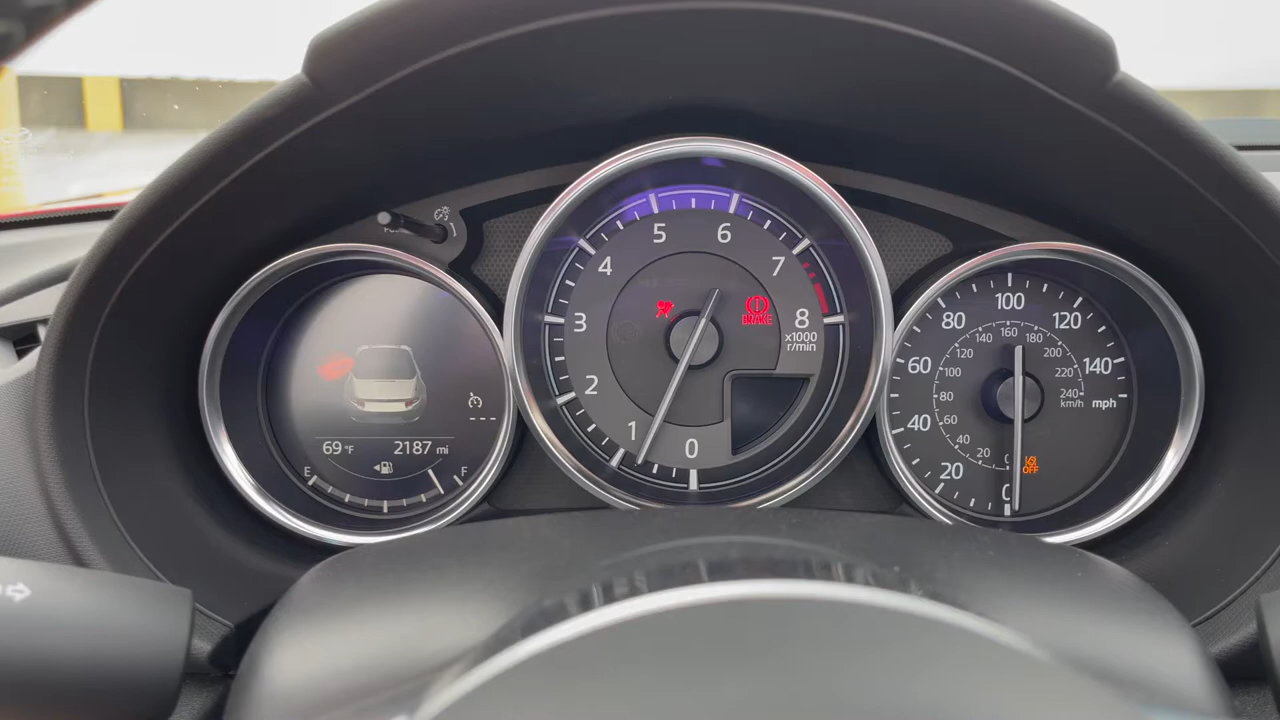 69 °F 2187 mi
E F
0 1 2 3 4 5 6 7 8
x1000
r/min
BRAKE
0 20 40 60 80 100 120 140
mph
0 20 40 60 80 100 120 140 160 180 200 220 240
km/h
OFF